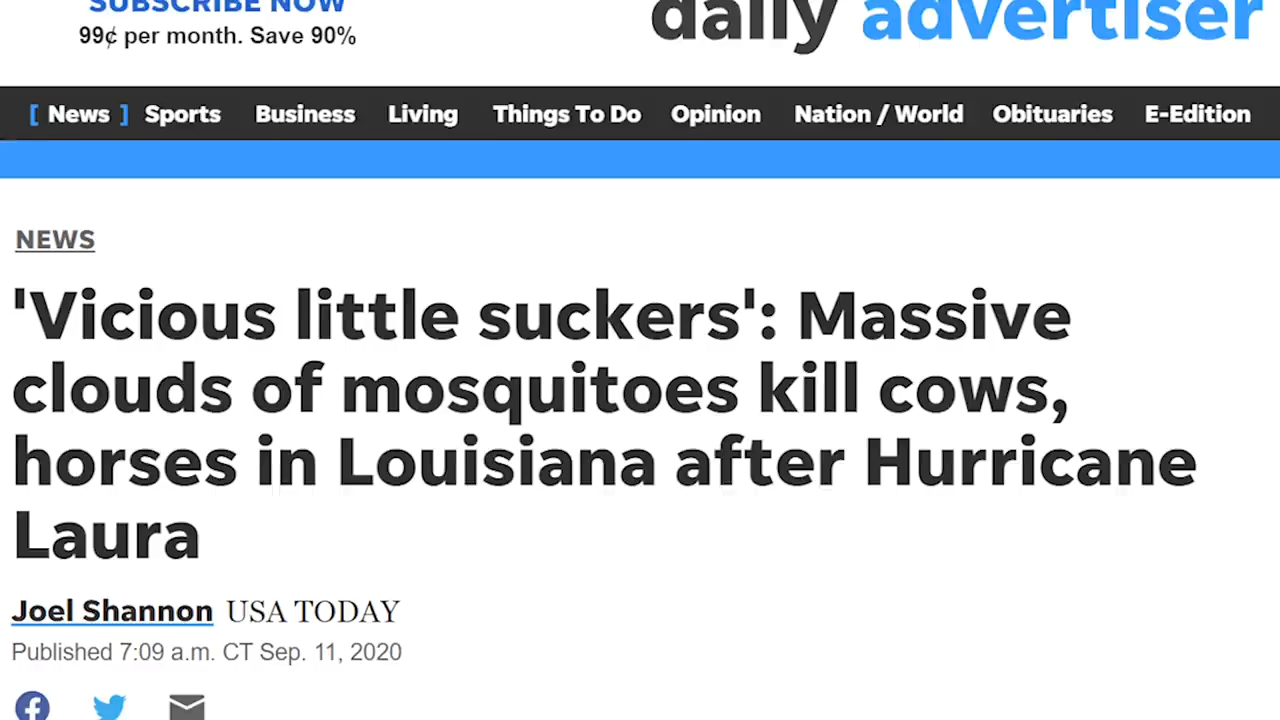 SUBSCRIBE NOW
99¢ per month. Save 90%
daily advertiser
[ News ] Sports Business Living Things To Do Opinion Nation / World Obituaries E-Edition
NEWS
'Vicious little suckers': Massive
clouds of mosquitoes kill cows,
horses in Louisiana after Hurricane
Laura
Joel Shannon USA TODAY
Published 7:09 a.m. CT Sep. 11, 2020